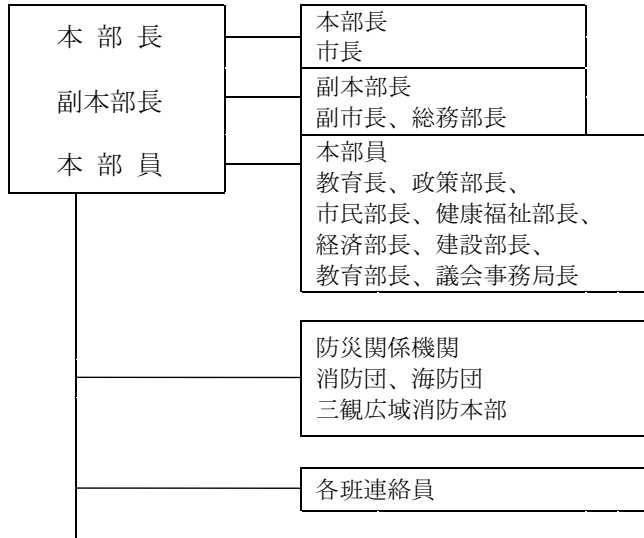 本部長
副本部長
本部員
本部長
市長
副本部長
副市長、総務部長
本部員
教育長、政策部長、
市民部長、健康福祉部長、
経済部長、建設部長、
教育部長、議会事務局長
防災関係機関
消防団、海防団
三観広域消防本部
各班連絡員